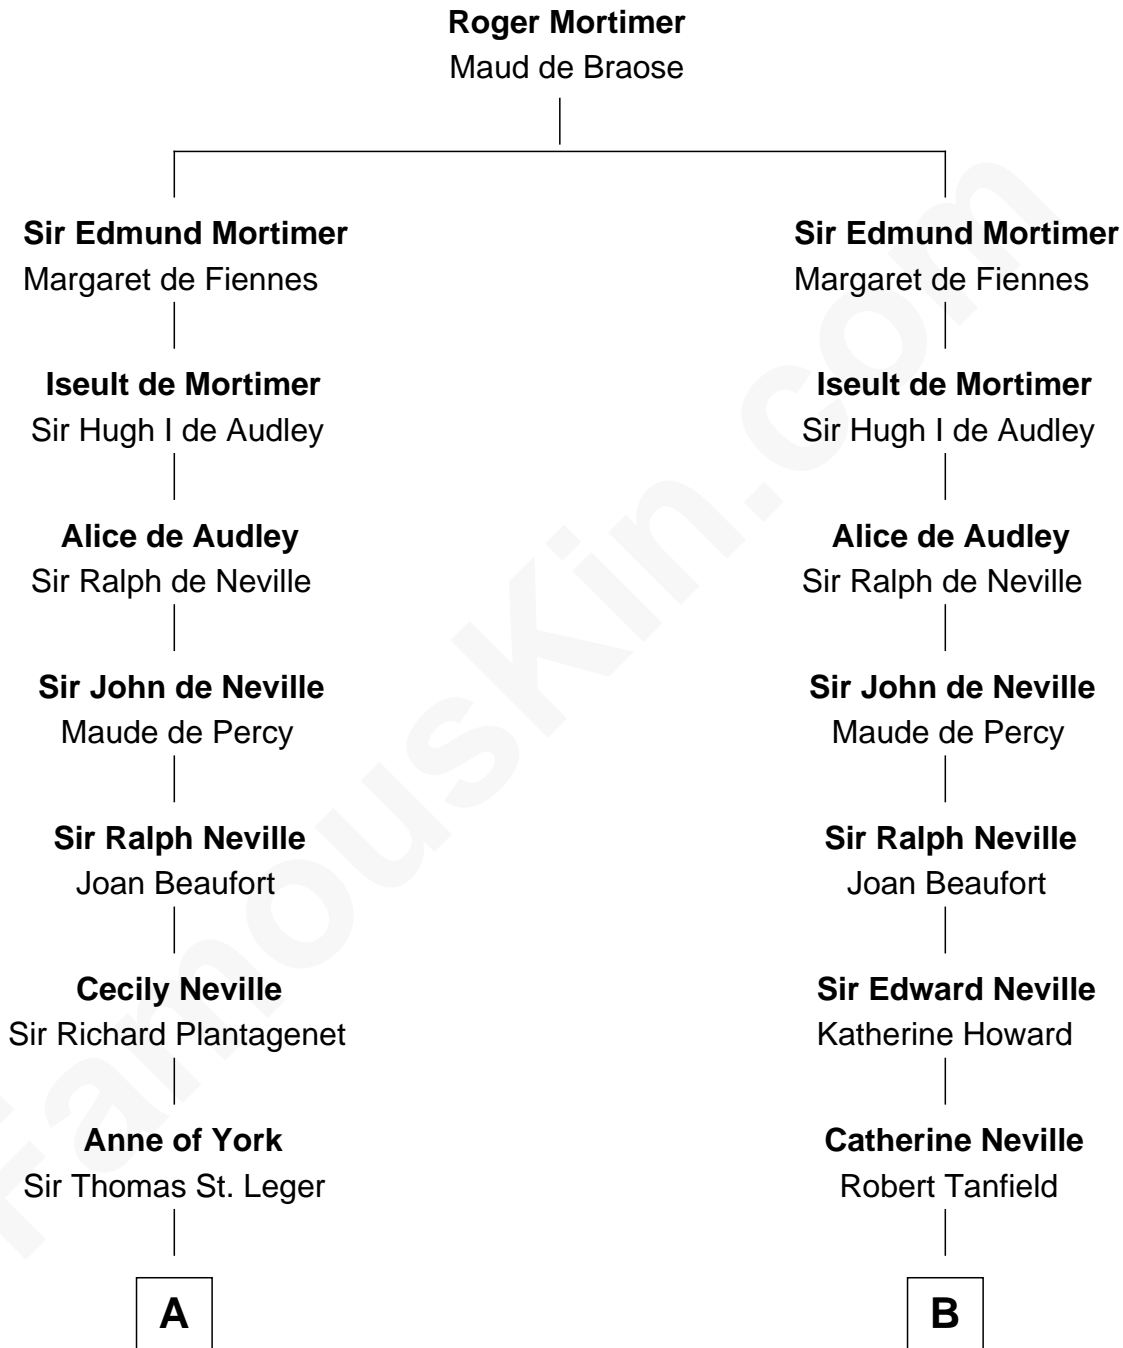 Roger Mortimer
Maud de Braose
Sir Edmund Mortimer
Margaret de Fiennes
Iseult de Mortimer
Sir Hugh I de Audley
Alice de Audley
Sir Ralph de Neville
Sir John de Neville
Maude de Percy
Sir Ralph Neville
Joan Beaufort
Cecily Neville
Sir Richard Plantagenet
Anne of York
Sir Thomas St. Leger
A
Sir Edmund Mortimer
Margaret de Fiennes
Iseult de Mortimer
Sir Hugh I de Audley
Alice de Audley
Sir Ralph de Neville
Sir John de Neville
Maude de Percy
Sir Ralph Neville
Joan Beaufort
Sir Edward Neville
Katherine Howard
Catherine Neville
Robert Tanfield
B
FamousKin.com